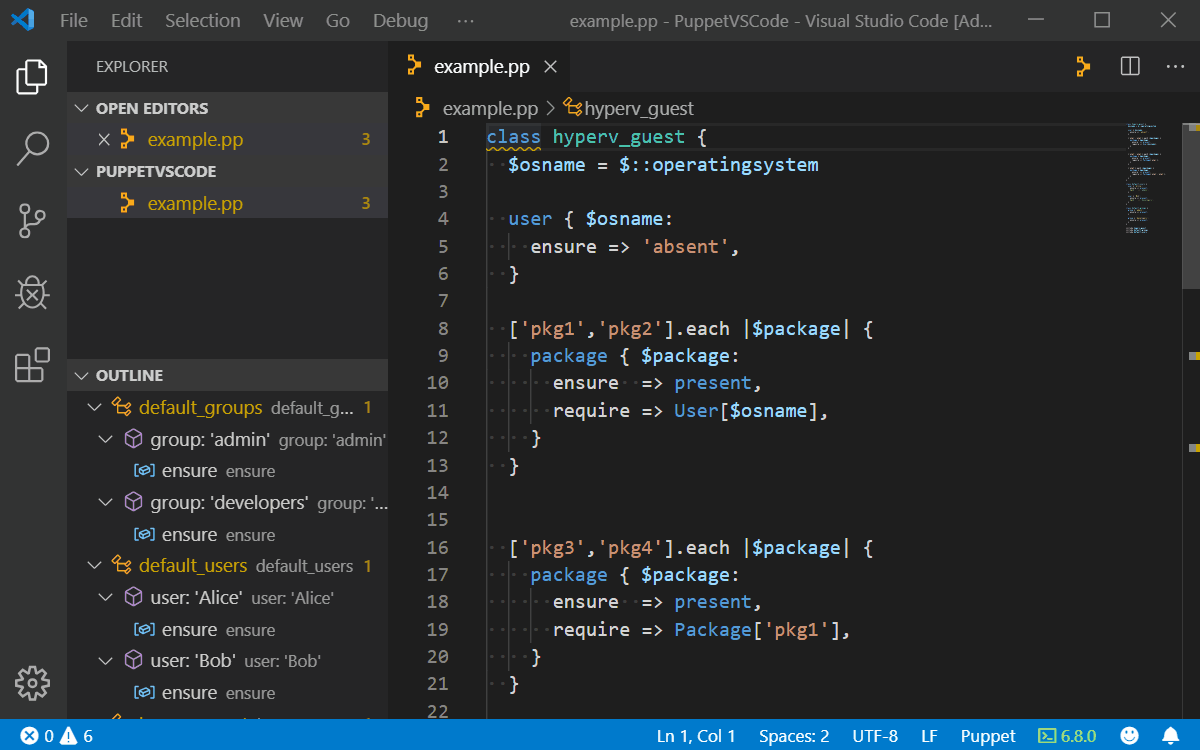 File Edit Selection View Go Debug ··· example.pp - PuppetVSCode - Visual Studio Code [Ad...
EXPLORER
OPEN EDITORS
example.pp 3
PUPPETVSCODE
example.pp 3
OUTLINE
default_groups default_g... 1
group: 'admin' group: 'admin'
ensure ensure
group: 'developers' group: '...
ensure ensure
default_users default_users 1
user: 'Alice' user: 'Alice'
ensure ensure
user: 'Bob' user: 'Bob'
ensure ensure
example.pp
example.pp > hyperv_guest
1 class hyperv_guest {
2 $osname = $::operatingsystem
3
4 user { $osname:
5 ensure => 'absent',
6 }
7
8 ['pkg1','pkg2'].each |$package| {
9 package { $package:
10 ensure  => present,
11 require => User[$osname],
12 }
13 }
14
15
16 ['pkg3','pkg4'].each |$package| {
17 package { $package:
18 ensure  => present,
19 require => Package['pkg1'],
20 }
21 }
22
0 6 Ln 1, Col 1 Spaces: 2 UTF-8 LF Puppet 6.8.0